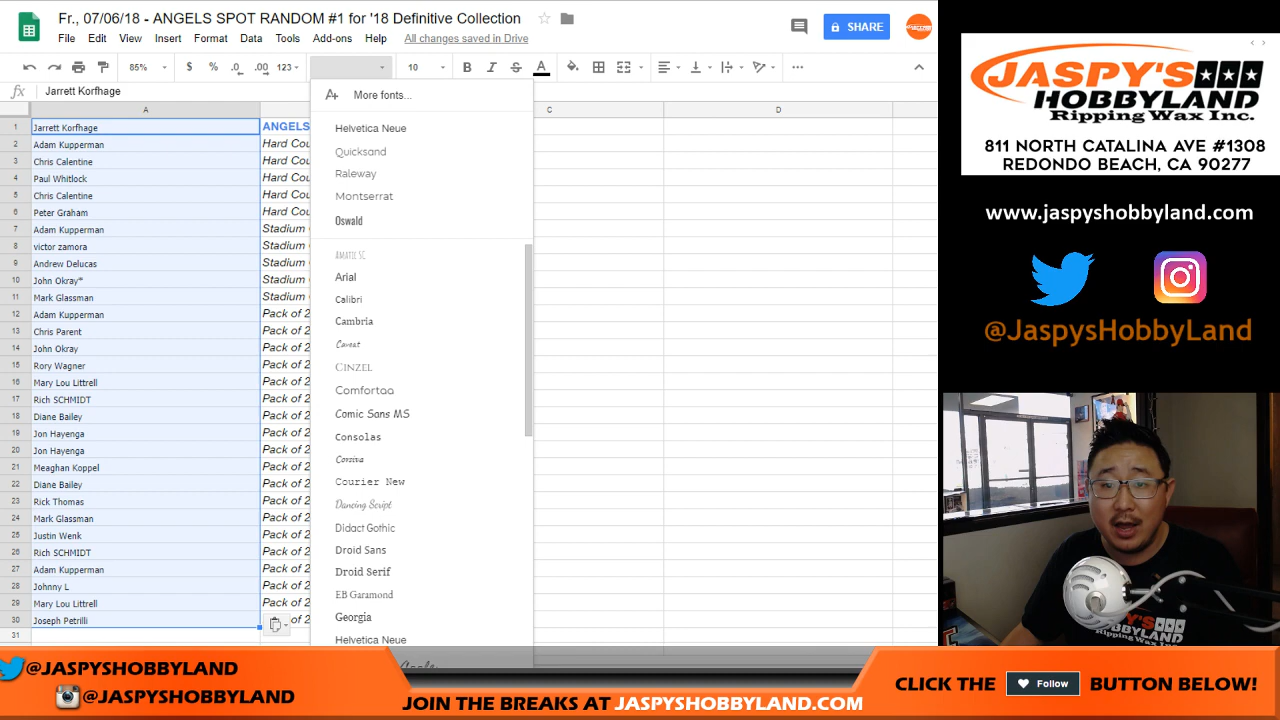 Fr., 07/06/18 - ANGELS SPOT RANDOM #1 for '18 Definitive Collection
File Edit View Insert Format Data Tools Add-ons Help All changes saved in Drive
SHARE
85% $ % .0 .00 123 10 B I S A
fx Jarrett Korfhage
A C D
1 Jarrett Korfhage ANGELS
2 Adam Kupperman Hard Cou
3 Chris Calentine Hard Cou
4 Paul Whitlock Hard Cou
5 Chris Calentine Hard Cou
6 Peter Graham Hard Cou
7 Adam Kupperman Stadium
8 victor zamora Stadium
9 Andrew Delucas Stadium
10 John Okray* Stadium
11 Mark Glassman Stadium
12 Adam Kupperman Pack of 2
13 Chris Parent Pack of 2
14 John Okray Pack of 2
15 Rory Wagner Pack of 2
16 Mary Lou Littrell Pack of 2
17 Rich SCHMIDT Pack of 2
18 Diane Bailey Pack of 2
19 Jon Hayenga Pack of 2
20 Jon Hayenga Pack of 2
21 Meaghan Koppel Pack of 2
22 Diane Bailey Pack of 2
23 Rick Thomas Pack of 2
24 Mark Glassman Pack of 2
25 Justin Wenk Pack of 2
26 Rich SCHMIDT Pack of 2
27 Adam Kupperman Pack of 2
28 Johnny L Pack of 2
29 Mary Lou Littrell Pack of 2
30 Joseph Petrilli of 2
31
More fonts...
Helvetica Neue
Quicksand
Raleway
Montserrat
Oswald
AMATIC SC
Arial
Calibri
Cambria
Caveat
CINZEL
Comfortaa
Comic Sans MS
Consolas
Corsiva
Courier New
Dancing Script
Didact Gothic
Droid Sans
Droid Serif
EB Garamond
Georgia
Helvetica Neue
JASPY'S
HOBBYLAND
Ripping Wax Inc.
811 NORTH CATALINA AVE #1308
REDONDO BEACH, CA 90277
www.jaspyshobbyland.com
@JaspysHobbyLand
JASPY'S
HOBBYLAND
Ripping Wax Inc.
@JASPYSHOBBYLAND
@JASPYSHOBBYLAND
JOIN THE BREAKS AT JASPYSHOBBYLAND.COM
CLICK THE Follow BUTTON BELOW!